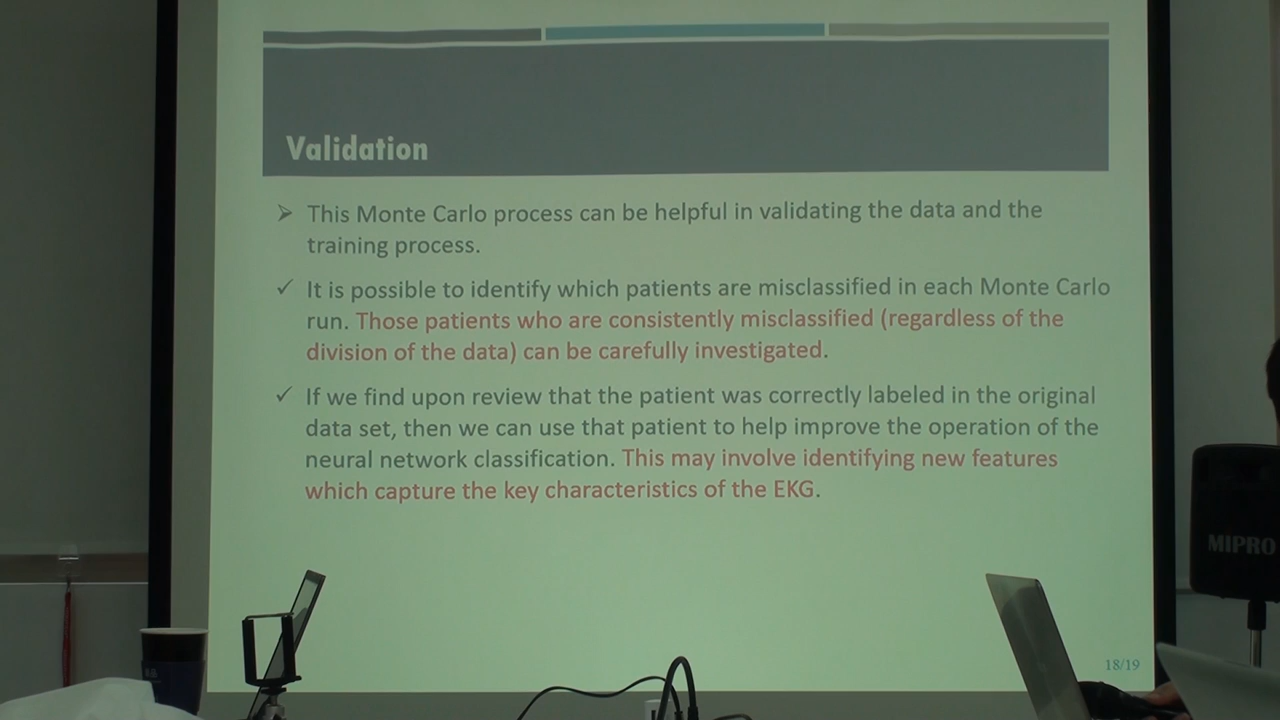 Validation
This Monte Carlo process can be helpful in validating the data and the
training process.
It is possible to identify which patients are misclassified in each Monte Carlo
run. Those patients who are consistently misclassified (regardless of the
division of the data) can be carefully investigated.
If we find upon review that the patient was correctly labeled in the original
data set, then we can use that patient to help improve the operation of the
neural network classification. This may involve identifying new features
which capture the key characteristics of the EKG.
MIPRO
18/19